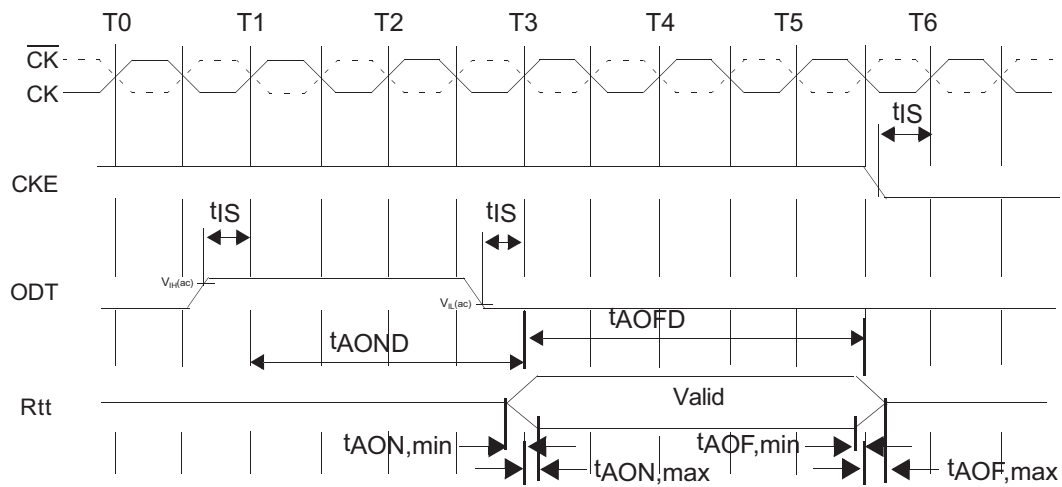 T0 T1 T2 T3 T4 T5 T6
CK
CK
tIS
CKE
tIS tIS
VIH(ac)
ODT
VIL(ac)
tAOFD
tAOND
Rtt
Valid
tAON,min tAOF,min
tAON,max tAOF,max